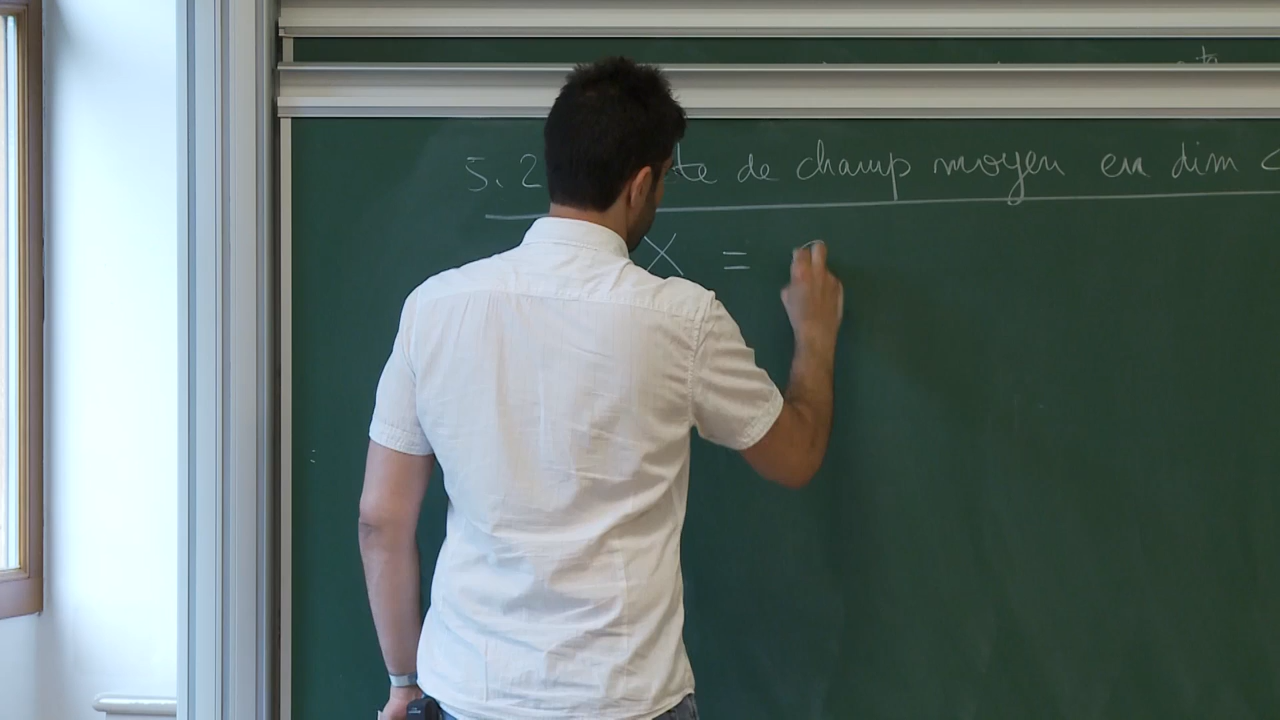 5.2 te de champ moyen en dim <
X =